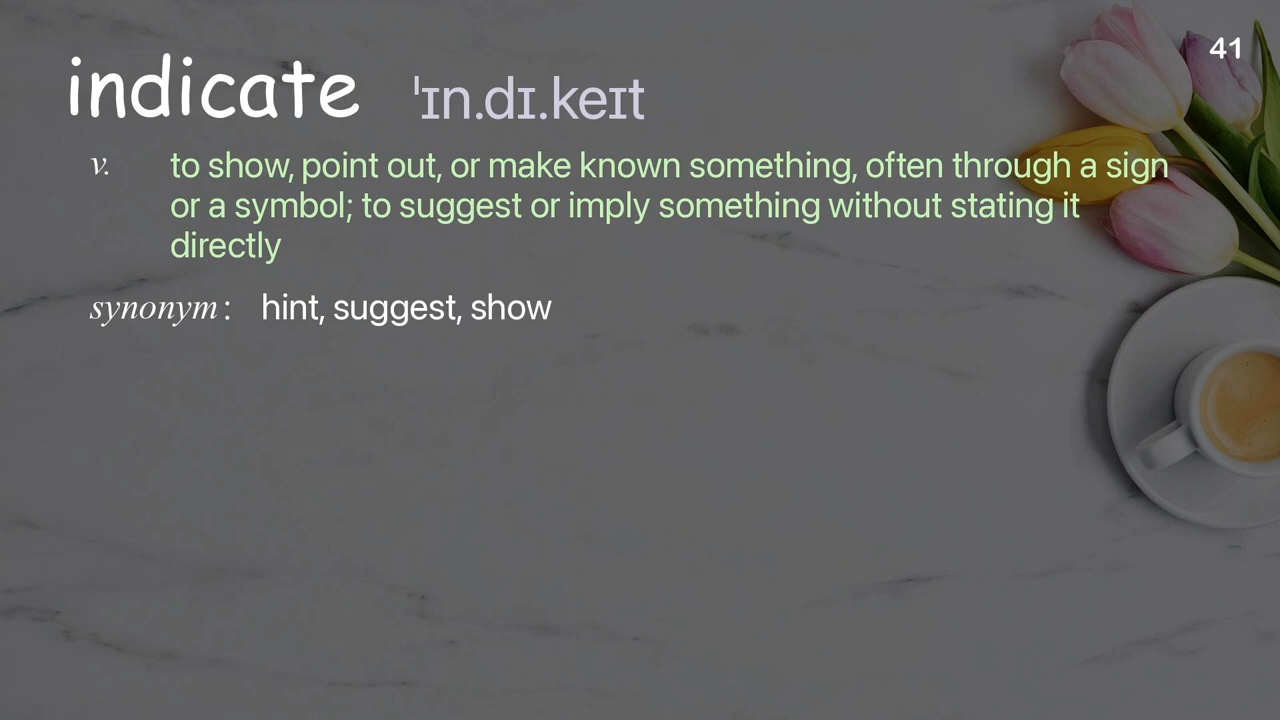 41
indicate ˈɪn.dɪ.keɪt
v. to show, point out, or make known something, often through a sign
or a symbol; to suggest or imply something without stating it
directly
synonym: hint, suggest, show